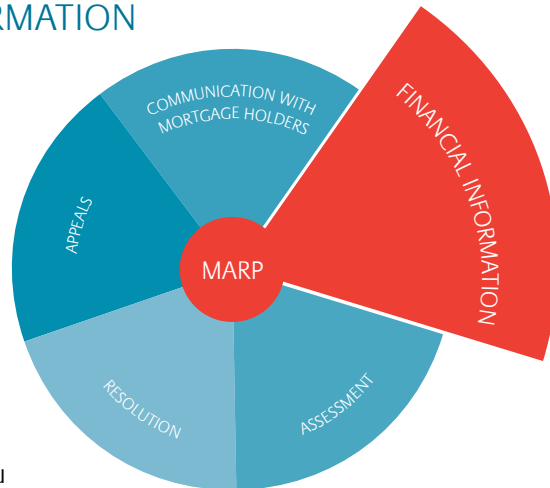 RMATION
COMMUNICATION WITH
MORTGAGE HOLDERS
FINANCIAL INFORMATION
APPEALS
MARP
RESOLUTION
ASSESSMENT